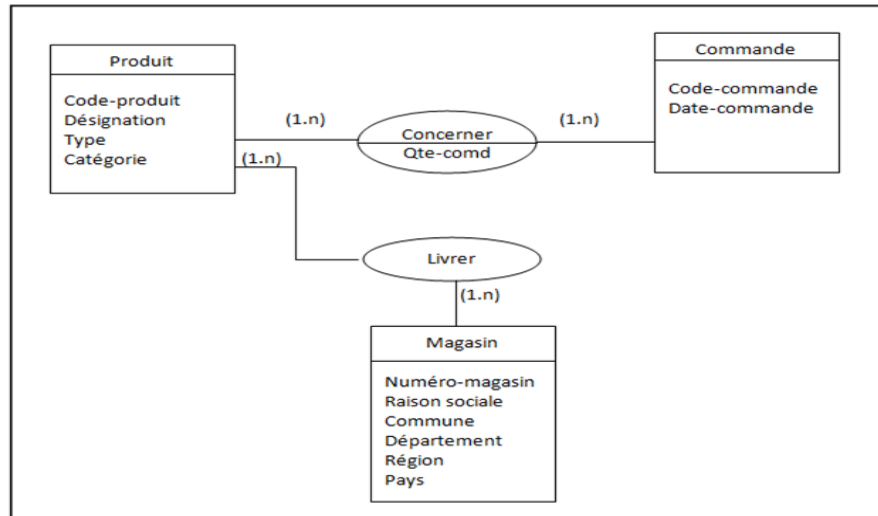 Produit
Code-produit
Désignation
Type
Catégorie
(1.n)
(1.n)
Concerner
Qte-comd
(1.n)
Commande
Code-commande
Date-commande
Livrer
(1.n)
Magasin
Numéro-magasin
Raison sociale
Commune
Département
Région
Pays